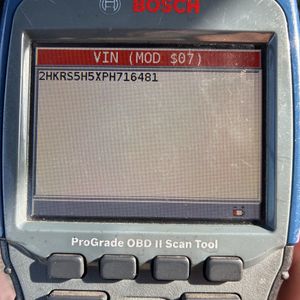 BOSCH
VIN (MOD $07)
2HKRS5H5XPH716481
ProGrade OBD II Scan Tool